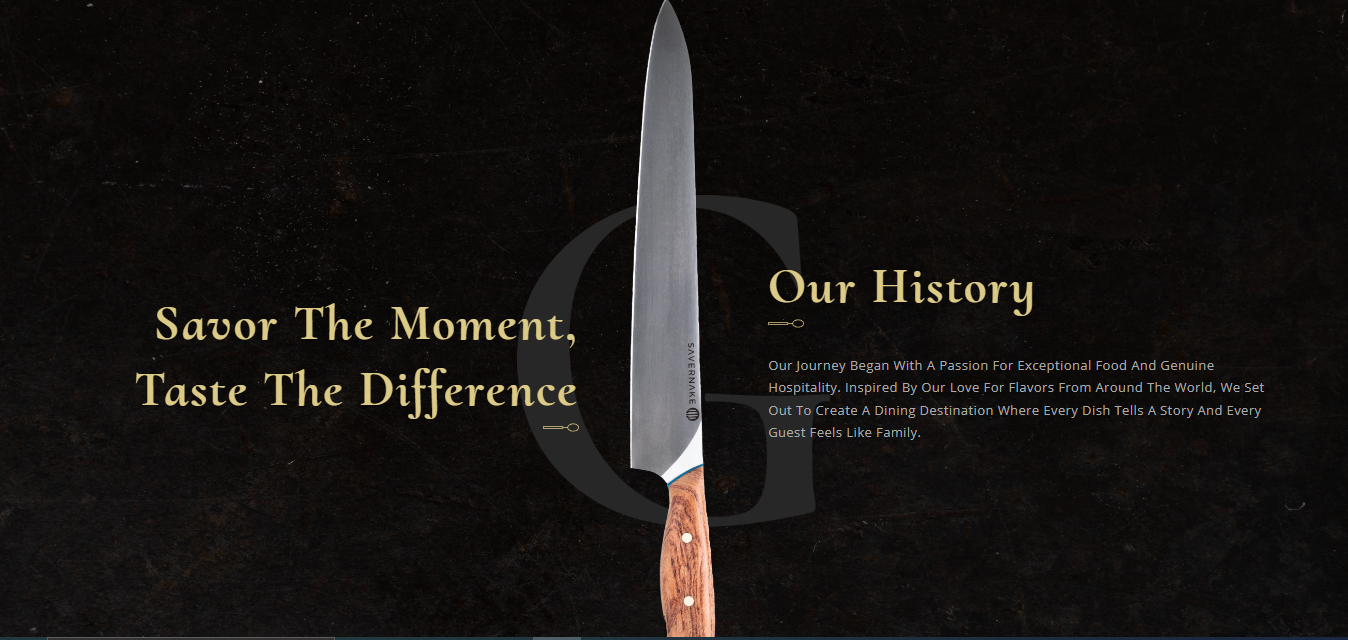 Savor The Moment,
Taste The Difference
G
SAVERNAKE
Our History
Our Journey Began With A Passion For Exceptional Food And Genuine
Hospitality. Inspired By Our Love For Flavors From Around The World, We Set
Out To Create A Dining Destination Where Every Dish Tells A Story And Every
Guest Feels Like Family.